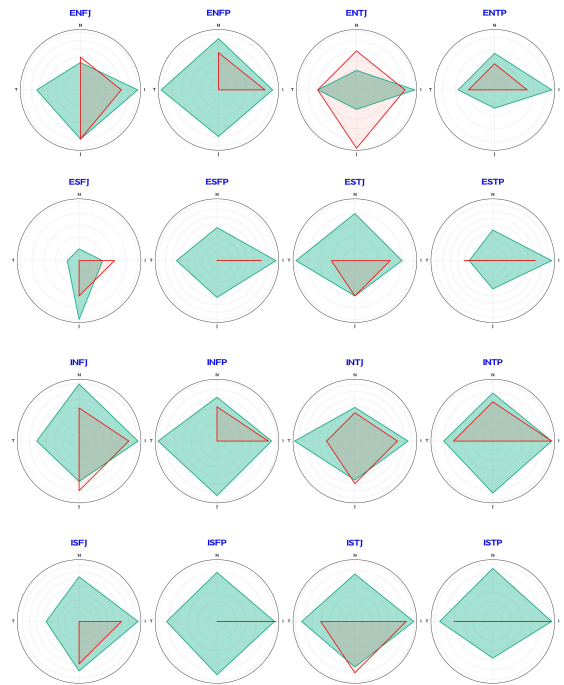 ENFJ ENFP ENTJ ENTP
N N N N
T I T I T I T I
J J J J
ESFJ ESFP ESTJ ESTP
N N N N
T I T I T I T I
J J J J
INFJ INFP INTJ INTP
N N N N
T I T I T I T I
J J J J
ISFJ ISFP ISTJ ISTP
N N N N
T I T I T I T I
J J J J